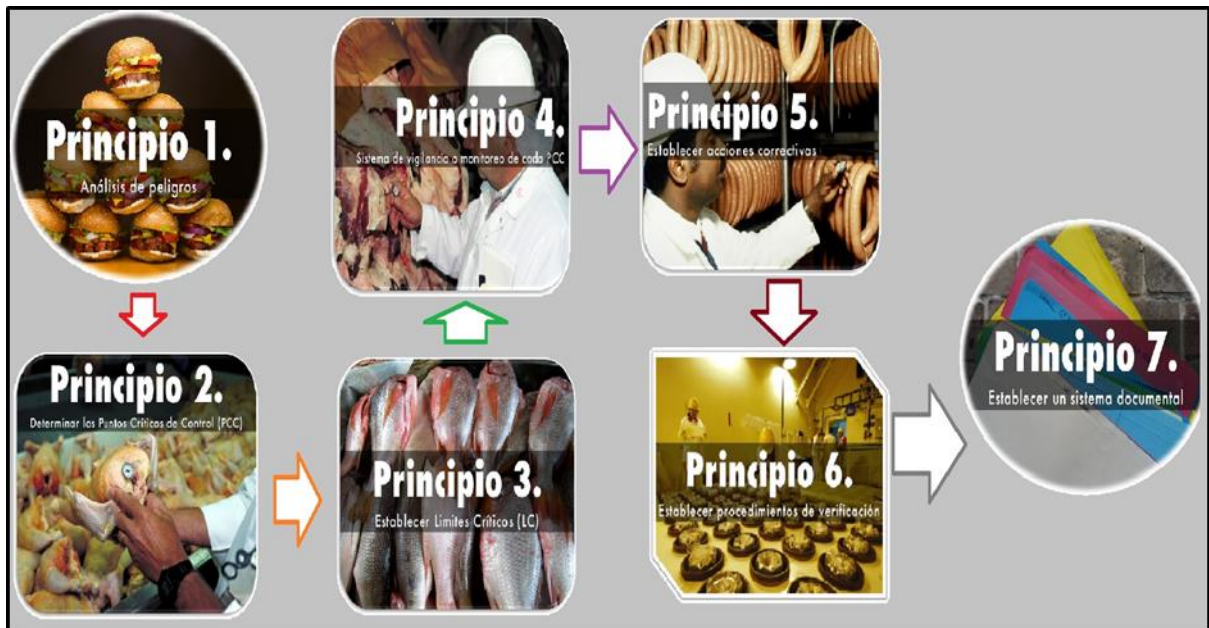 Principio 1.
Análisis de peligros
Principio 2.
Determinar los Puntos Críticos de Control (PCC)
Principio 3.
Establecer Limites Críticos (LC)
Principio 4.
Sistema de vigilancia o monitoreo de cada PCC
Principio 5.
Establecer acciones correctivas
Principio 6.
Establecer procedimientos de verificación
Principio 7.
Establecer un sistema documental